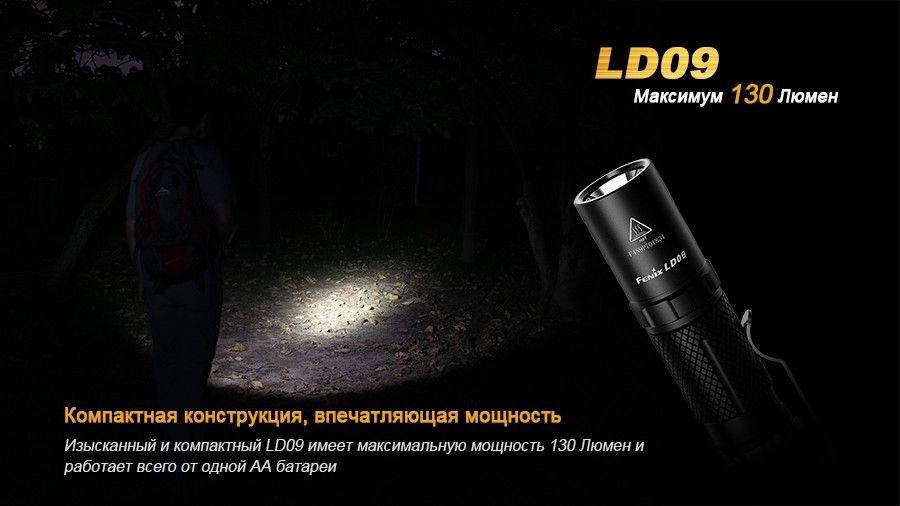 LD09
Максимум 130 Люмен
FENIX LD09
Компактная конструкция, впечатляющая мощность
Изысканный и компактный LD09 имеет максимальную мощность 130 Люмен и
работает всего от одной АА батареи